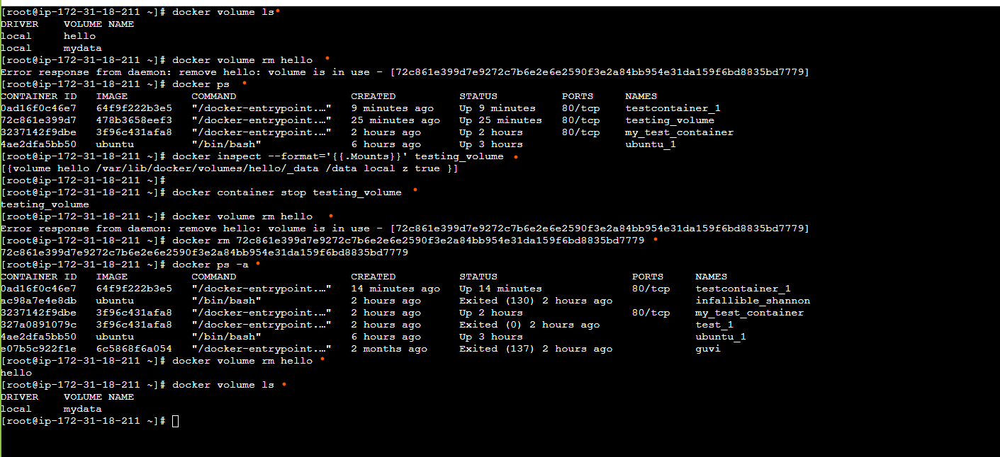 [root@ip-172-31-18-211 ~]# docker volume ls
DRIVER    VOLUME NAME
local     hello
local     mydata
[root@ip-172-31-18-211 ~]# docker volume rm hello
Error response from daemon: remove hello: volume is in use - [72c861e399d7e9272c7b6e2e6e2590f3e2a84bb954e31da159f6bd8835bd7779]
[root@ip-172-31-18-211 ~]# docker ps
CONTAINER ID   IMAGE          COMMAND                  CREATED          STATUS          PORTS     NAMES
0ad16f0c46e7   64f9f222b3e5   "/docker-entrypoint.…"   9 minutes ago    Up 9 minutes    80/tcp    testcontainer_1
72c861e399d7   478b3658eef3   "/docker-entrypoint.…"   25 minutes ago   Up 25 minutes   80/tcp    testing_volume
3237142f9dbe   3f96c431afa8   "/docker-entrypoint.…"   2 hours ago      Up 2 hours      80/tcp    my_test_container
4ae2dfa5bb50   ubuntu         "/bin/bash"              6 hours ago      Up 3 hours                ubuntu_1
[root@ip-172-31-18-211 ~]# docker inspect --format='{{.Mounts}}' testing_volume
[{volume hello /var/lib/docker/volumes/hello/_data /data local z true }]
[root@ip-172-31-18-211 ~]#
[root@ip-172-31-18-211 ~]# docker container stop testing_volume
testing_volume
[root@ip-172-31-18-211 ~]# docker volume rm hello
Error response from daemon: remove hello: volume is in use - [72c861e399d7e9272c7b6e2e6e2590f3e2a84bb954e31da159f6bd8835bd7779]
[root@ip-172-31-18-211 ~]# docker rm 72c861e399d7e9272c7b6e2e6e2590f3e2a84bb954e31da159f6bd8835bd7779
72c861e399d7e9272c7b6e2e6e2590f3e2a84bb954e31da159f6bd8835bd7779
[root@ip-172-31-18-211 ~]# docker ps -a
CONTAINER ID   IMAGE          COMMAND                  CREATED          STATUS                     PORTS     NAMES
0ad16f0c46e7   64f9f222b3e5   "/docker-entrypoint.…"   14 minutes ago   Up 14 minutes              80/tcp    testcontainer_1
ac98a7e4e8db   ubuntu         "/bin/bash"              2 hours ago      Exited (130) 2 hours ago             infallible_shannon
3237142f9dbe   3f96c431afa8   "/docker-entrypoint.…"   2 hours ago      Up 2 hours                 80/tcp    my_test_container
327a0891079c   3f96c431afa8   "/docker-entrypoint.…"   2 hours ago      Exited (0) 2 hours ago               test_1
4ae2dfa5bb50   ubuntu         "/bin/bash"              6 hours ago      Up 3 hours                           ubuntu_1
e07b5c922f1e   6c5868f6a054   "/docker-entrypoint.…"   2 months ago     Exited (137) 2 hours ago             guvi
[root@ip-172-31-18-211 ~]# docker volume rm hello
hello
[root@ip-172-31-18-211 ~]# docker volume ls
DRIVER    VOLUME NAME
local     mydata
[root@ip-172-31-18-211 ~]#